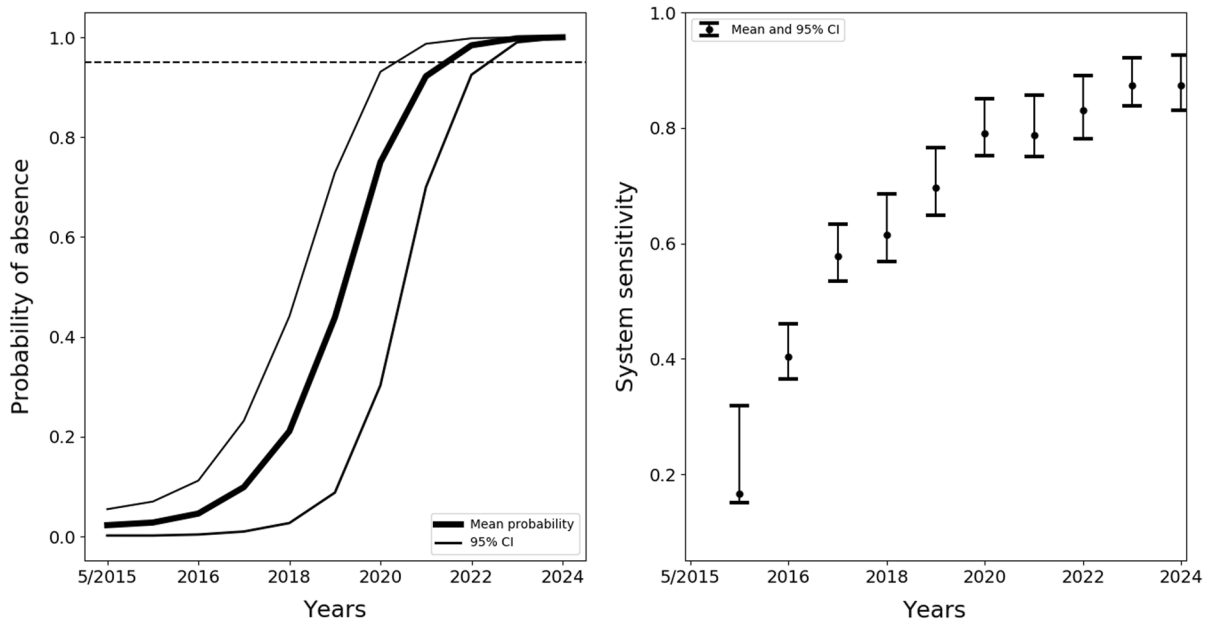 Probability of absence
1.0
0.8
0.6
0.4
0.2
0.0
Mean probability
95% CI
5/2015 2016 2018 2020 2022 2024
Years
System sensitivity
1.0
0.8
0.6
0.4
0.2
Mean and 95% CI
5/2015 2016 2018 2020 2022 2024
Years